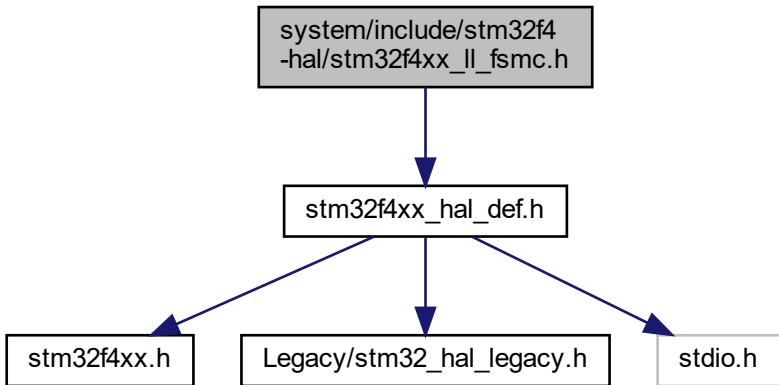 system/include/stm32f4
-hal/stm32f4xx_ll_fsmc.h
stm32f4xx_hal_def.h
stm32f4xx.h
Legacy/stm32_hal_legacy.h
stdio.h